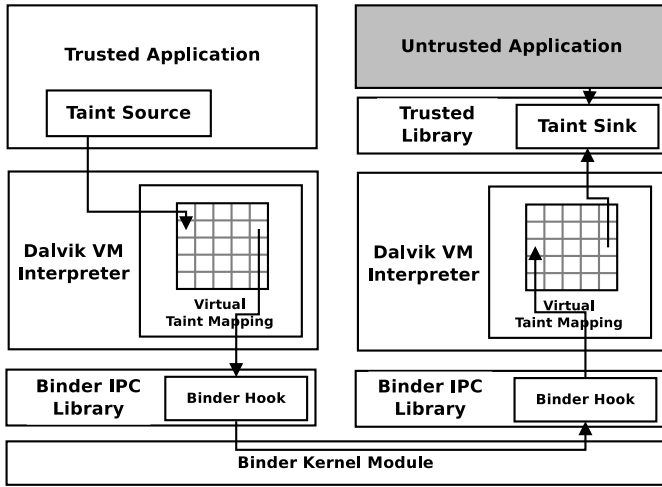 Trusted Application
Taint Source
Dalvik VM
Interpreter
Virtual
Taint Mapping
Binder IPC
Library
Binder Hook
Untrusted Application
Trusted
Library
Taint Sink
Dalvik VM
Interpreter
Virtual
Taint Mapping
Binder IPC
Library
Binder Hook
Binder Kernel Module